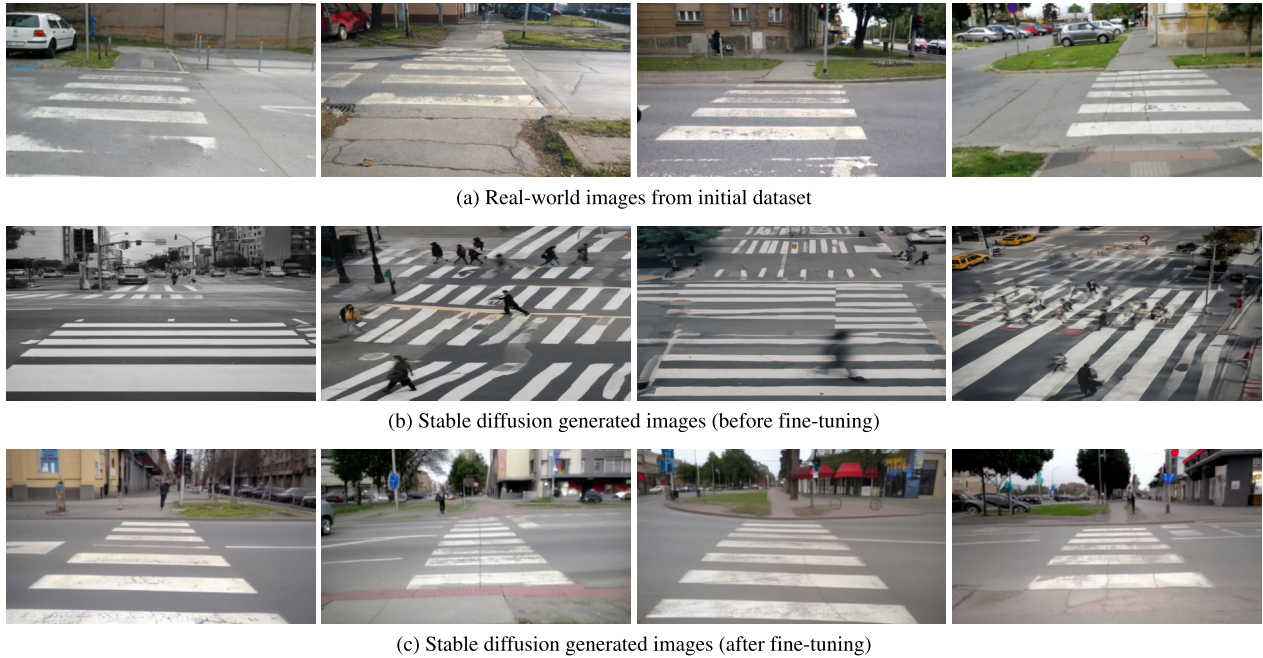 (a) Real-world images from initial dataset
(b) Stable diffusion generated images (before fine-tuning)
(c) Stable diffusion generated images (after fine-tuning)